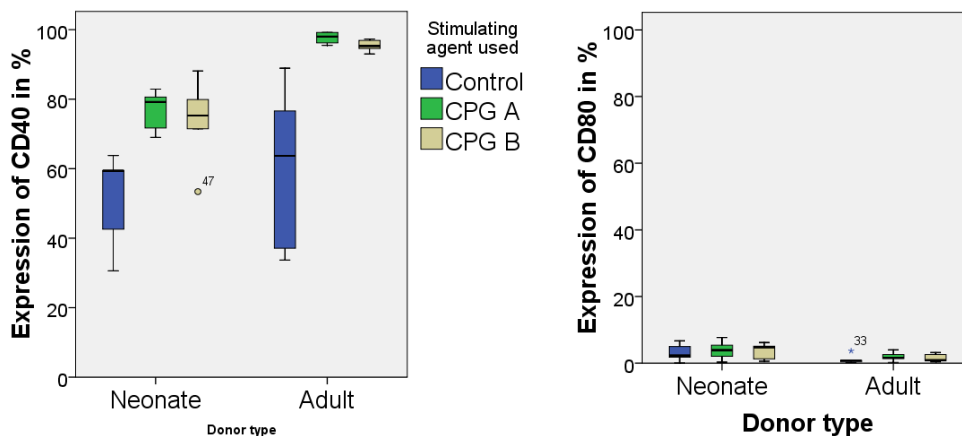 Expression of CD40 in %
100
80
60
40
20
0
47
Neonate
Adult
Donor type
Stimulating
agent used
Control
CPG A
CPG B
Expression of CD80 in %
100
80
60
40
20
0
33
Neonate
Adult
Donor type